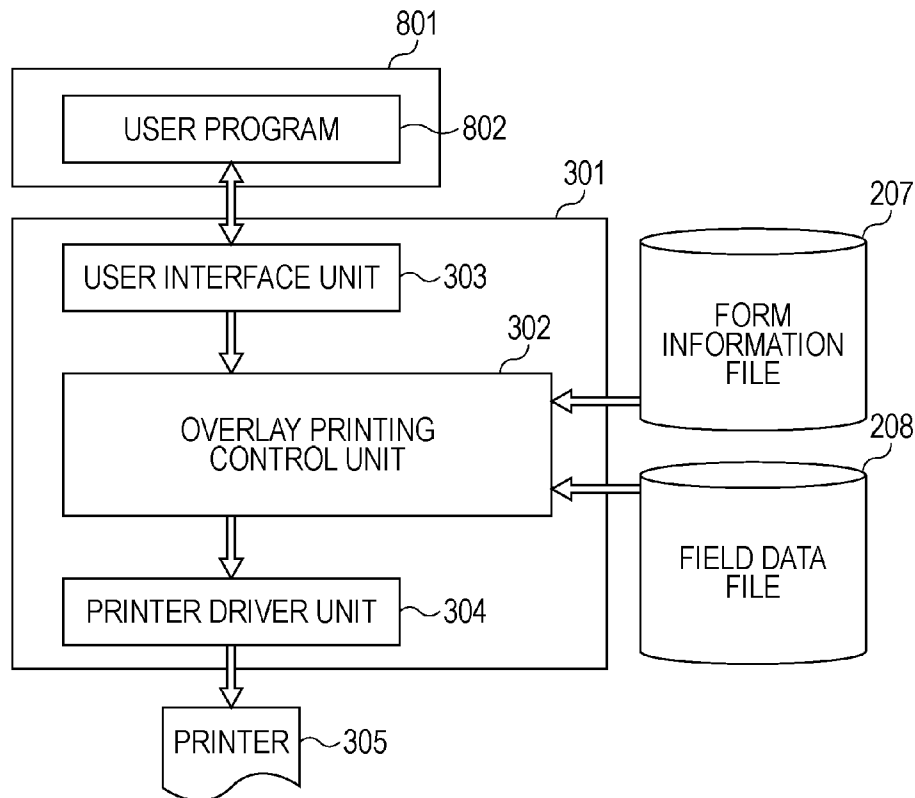 801
USER PROGRAM
802
301
207
USER INTERFACE UNIT
303
FORM
INFORMATION
FILE
302
OVERLAY PRINTING
CONTROL UNIT
208
FIELD DATA
FILE
PRINTER DRIVER UNIT
304
PRINTER
305